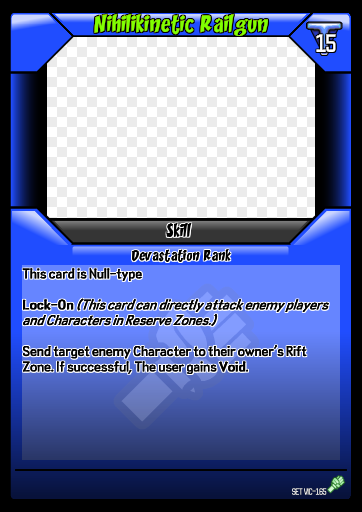 Nihilikinetic Railgun
15
Skill
Devastation Rank
This card is Null-type
Lock-On (This card can directly attack enemy players
and Characters in Reserve Zones.)
Send target enemy Character to their owner's Rift
Zone. If successful, The user gains Void.
SET VIC-165